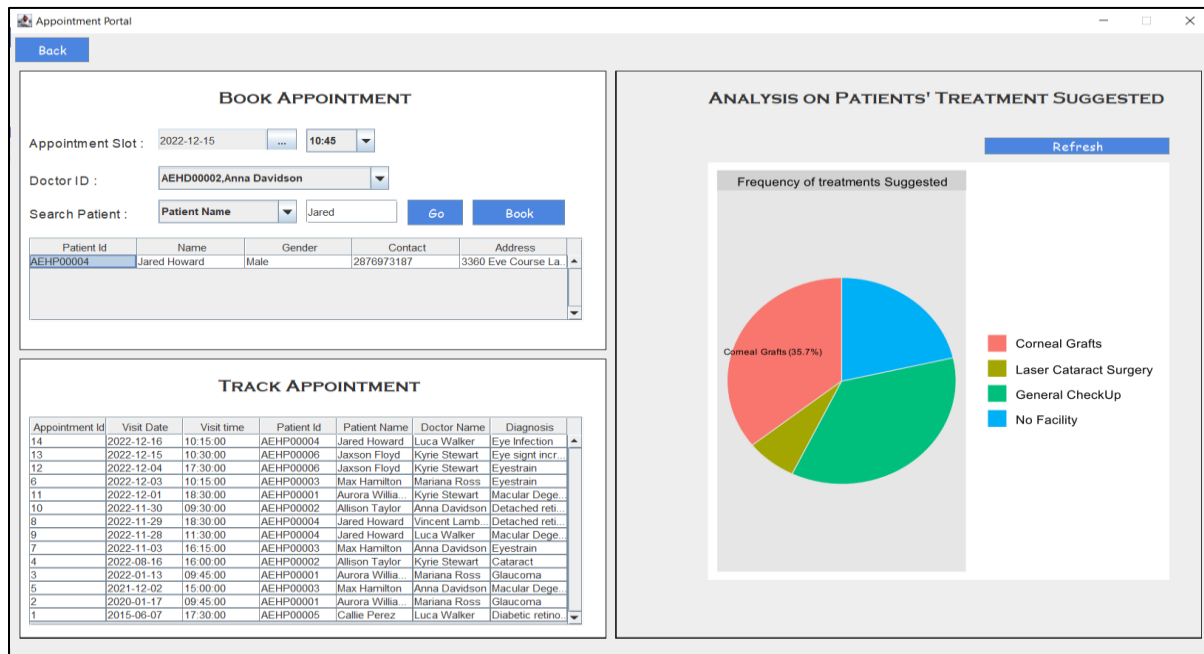 Appointment Portal
Back
BOOK APPOINTMENT
Appointment Slot : 2022-12-15 ... 10:45
Doctor ID : AEHD00002,Anna Davidson
Search Patient : Patient Name Jared Go Book
Patient Id Name Gender Contact Address
AEHP00004 Jared Howard Male 2876973187 3360 Eve Course La...
TRACK APPOINTMENT
Appointment Id Visit Date Visit time Patient Id Patient Name Doctor Name Diagnosis
14 2022-12-16 10:15:00 AEHP00004 Jared Howard Luca Walker Eye Infection
13 2022-12-15 10:30:00 AEHP00006 Jaxson Floyd Kyrie Stewart Eye signt incr...
12 2022-12-04 17:30:00 AEHP00006 Jaxson Floyd Kyrie Stewart Eyestrain
6 2022-12-03 10:15:00 AEHP00003 Max Hamilton Mariana Ross Eyestrain
11 2022-12-01 18:30:00 AEHP00001 Aurora Willia... Kyrie Stewart Macular Dege...
10 2022-11-30 09:30:00 AEHP00002 Allison Taylor Anna Davidson Detached reti...
8 2022-11-29 18:30:00 AEHP00004 Jared Howard Vincent Lamb... Detached reti...
9 2022-11-28 11:30:00 AEHP00004 Jared Howard Luca Walker Macular Dege...
7 2022-11-03 16:15:00 AEHP00003 Max Hamilton Anna Davidson Eyestrain
4 2022-08-16 16:00:00 AEHP00002 Allison Taylor Kyrie Stewart Cataract
3 2022-01-13 09:45:00 AEHP00001 Aurora Willia... Mariana Ross Glaucoma
5 2021-12-02 15:00:00 AEHP00003 Max Hamilton Anna Davidson Macular Dege...
2 2020-01-17 09:45:00 AEHP00001 Aurora Willia... Mariana Ross Glaucoma
1 2015-06-07 17:30:00 AEHP00005 Callie Perez Luca Walker Diabetic retino...
ANALYSIS ON PATIENTS' TREATMENT SUGGESTED
Refresh
Frequency of treatments Suggested
Corneal Grafts (35.7%)
Corneal Grafts
Laser Cataract Surgery
General CheckUp
No Facility